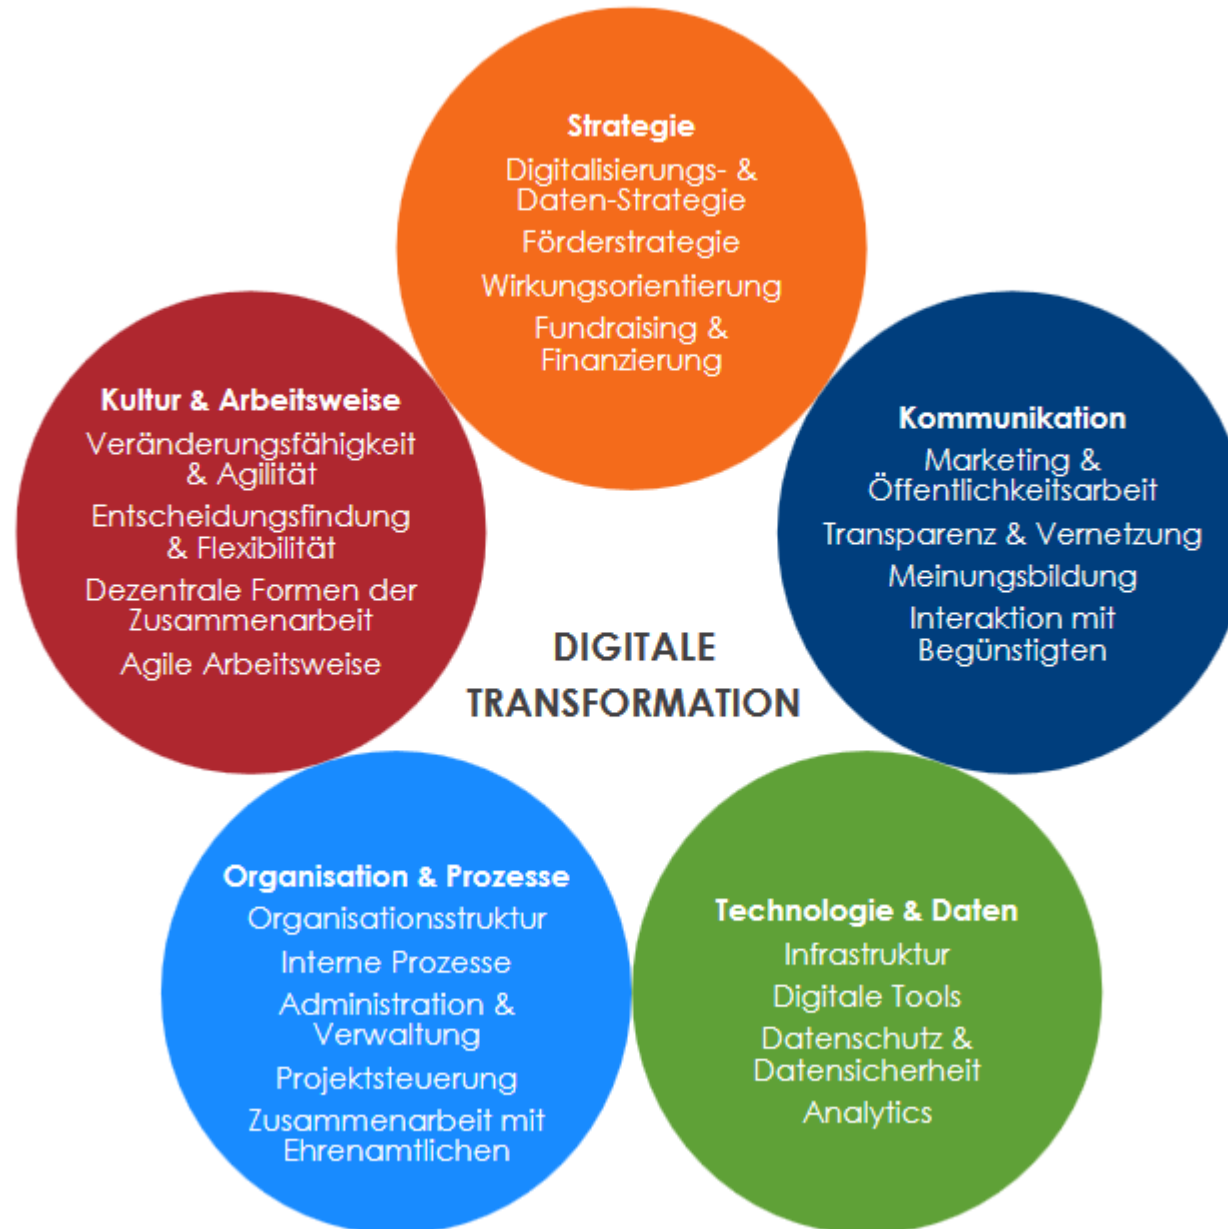 Strategie
Digitalisierungs- &
Daten-Strategie
Förderstrategie
Wirkungsorientierung
Fundraising &
Finanzierung
Kultur & Arbeitsweise
Veränderungsfähigkeit
& Agilität
Entscheidungsfindung
& Flexibilität
Dezentrale Formen der
Zusammenarbeit
Agile Arbeitsweise
Kommunikation
Marketing &
Öffentlichkeitsarbeit
Transparenz & Vernetzung
Meinungsbildung
Interaktion mit
Begünstigten
DIGITALE
TRANSFORMATION
Organisation & Prozesse
Organisationsstruktur
Interne Prozesse
Administration &
Verwaltung
Projektsteuerung
Zusammenarbeit mit
Ehrenamtlichen
Technologie & Daten
Infrastruktur
Digitale Tools
Datenschutz &
Datensicherheit
Analytics